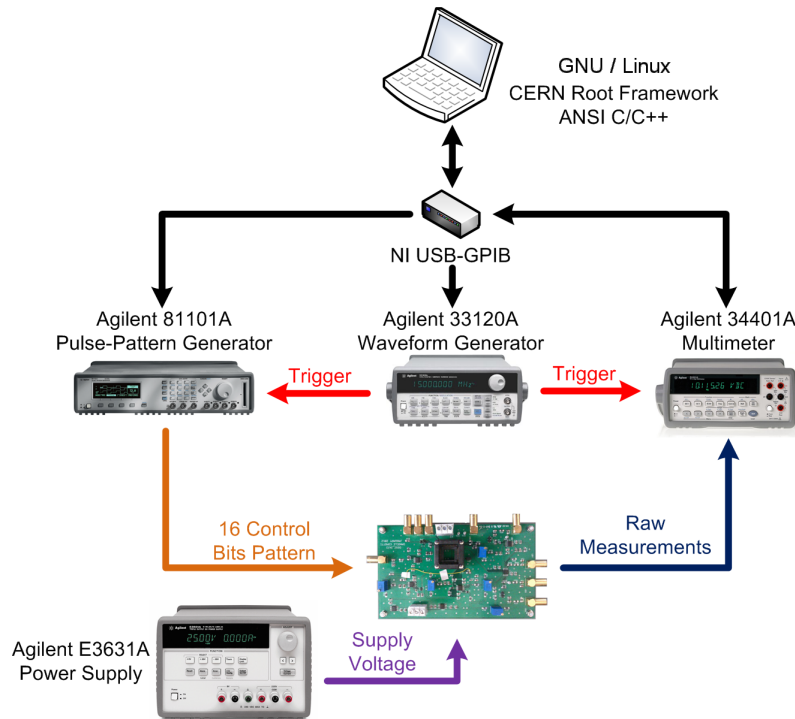 GNU / Linux
CERN Root Framework
ANSI C/C++
NI USB-GPIB
Agilent 81101A
Pulse-Pattern Generator
Agilent 33120A
Waveform Generator
Agilent 34401A
Multimeter
Trigger
Trigger
16 Control
Bits Pattern
Raw
Measurements
Agilent E3631A
Power Supply
Supply
Voltage